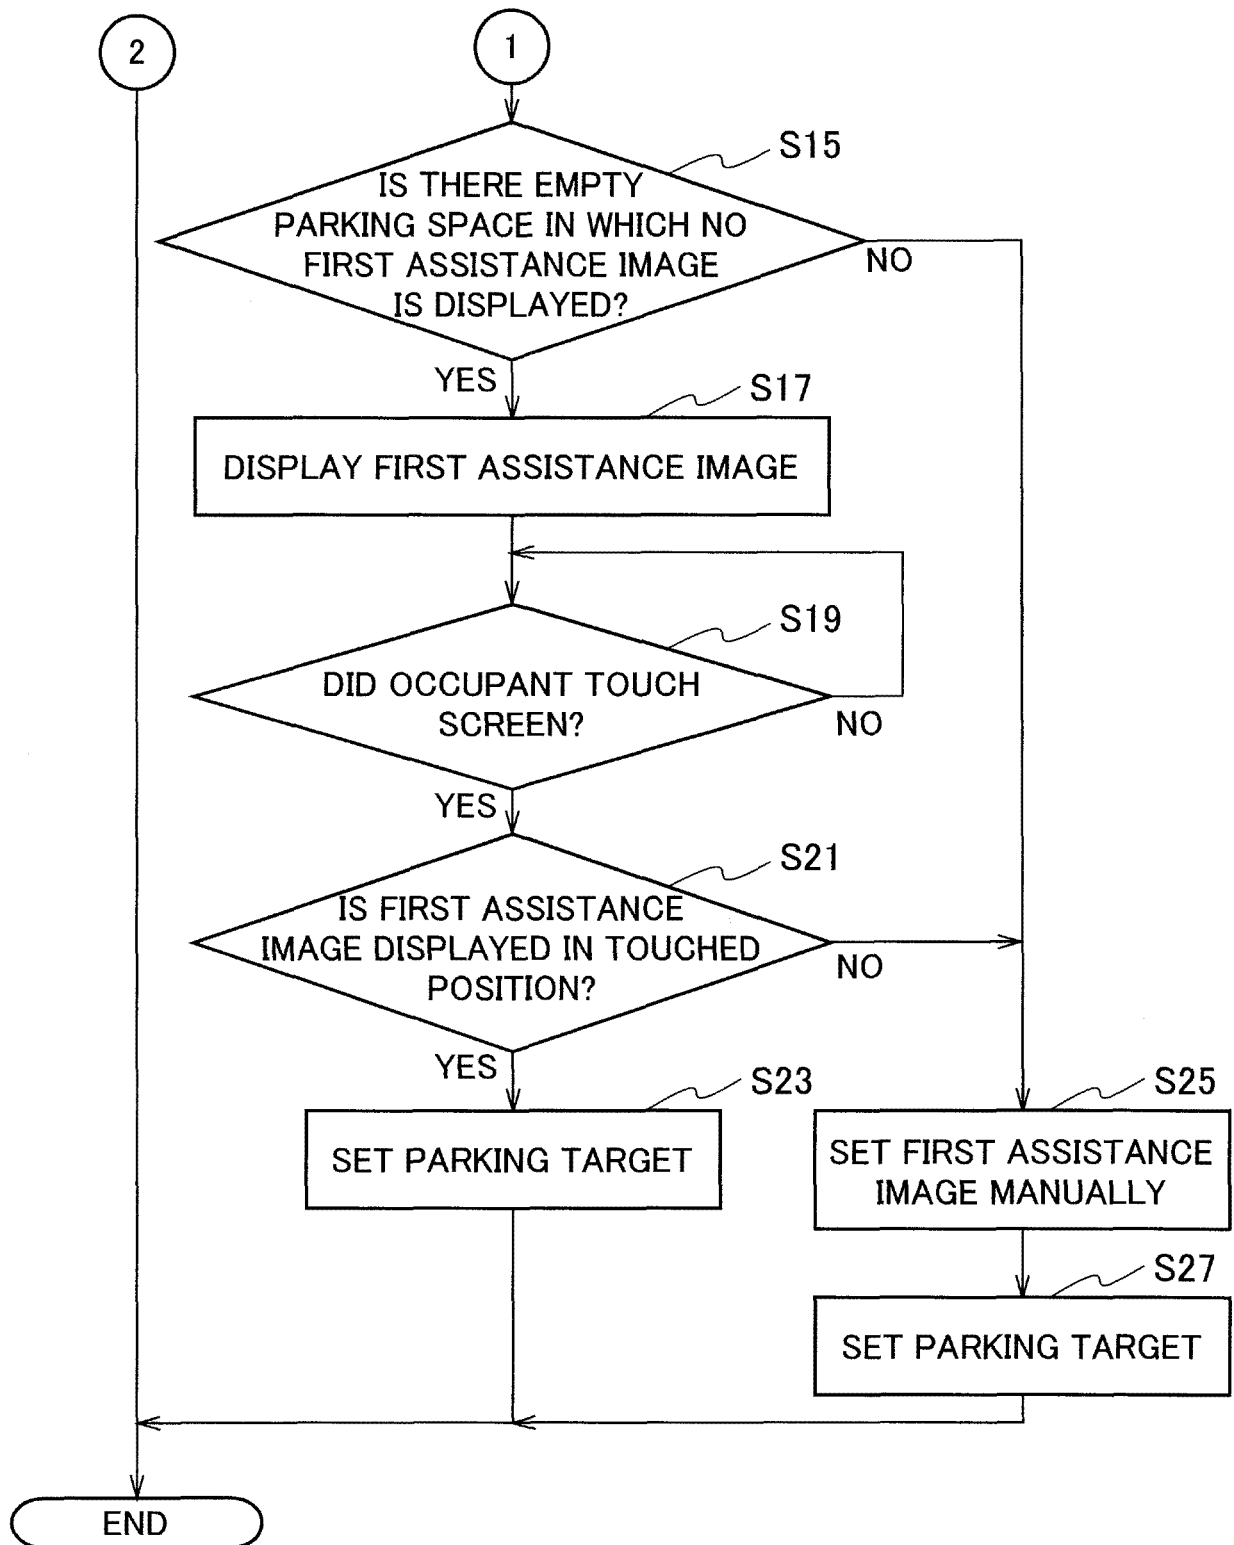 2
1
S15
IS THERE EMPTY
PARKING SPACE IN WHICH NO
FIRST ASSISTANCE IMAGE
IS DISPLAYED?
NO
YES
S17
DISPLAY FIRST ASSISTANCE IMAGE
S19
DID OCCUPANT TOUCH
SCREEN?
NO
YES
S21
IS FIRST ASSISTANCE
IMAGE DISPLAYED IN TOUCHED
POSITION?
NO
YES
S23
SET PARKING TARGET
S25
SET FIRST ASSISTANCE
IMAGE MANUALLY
S27
SET PARKING TARGET
END